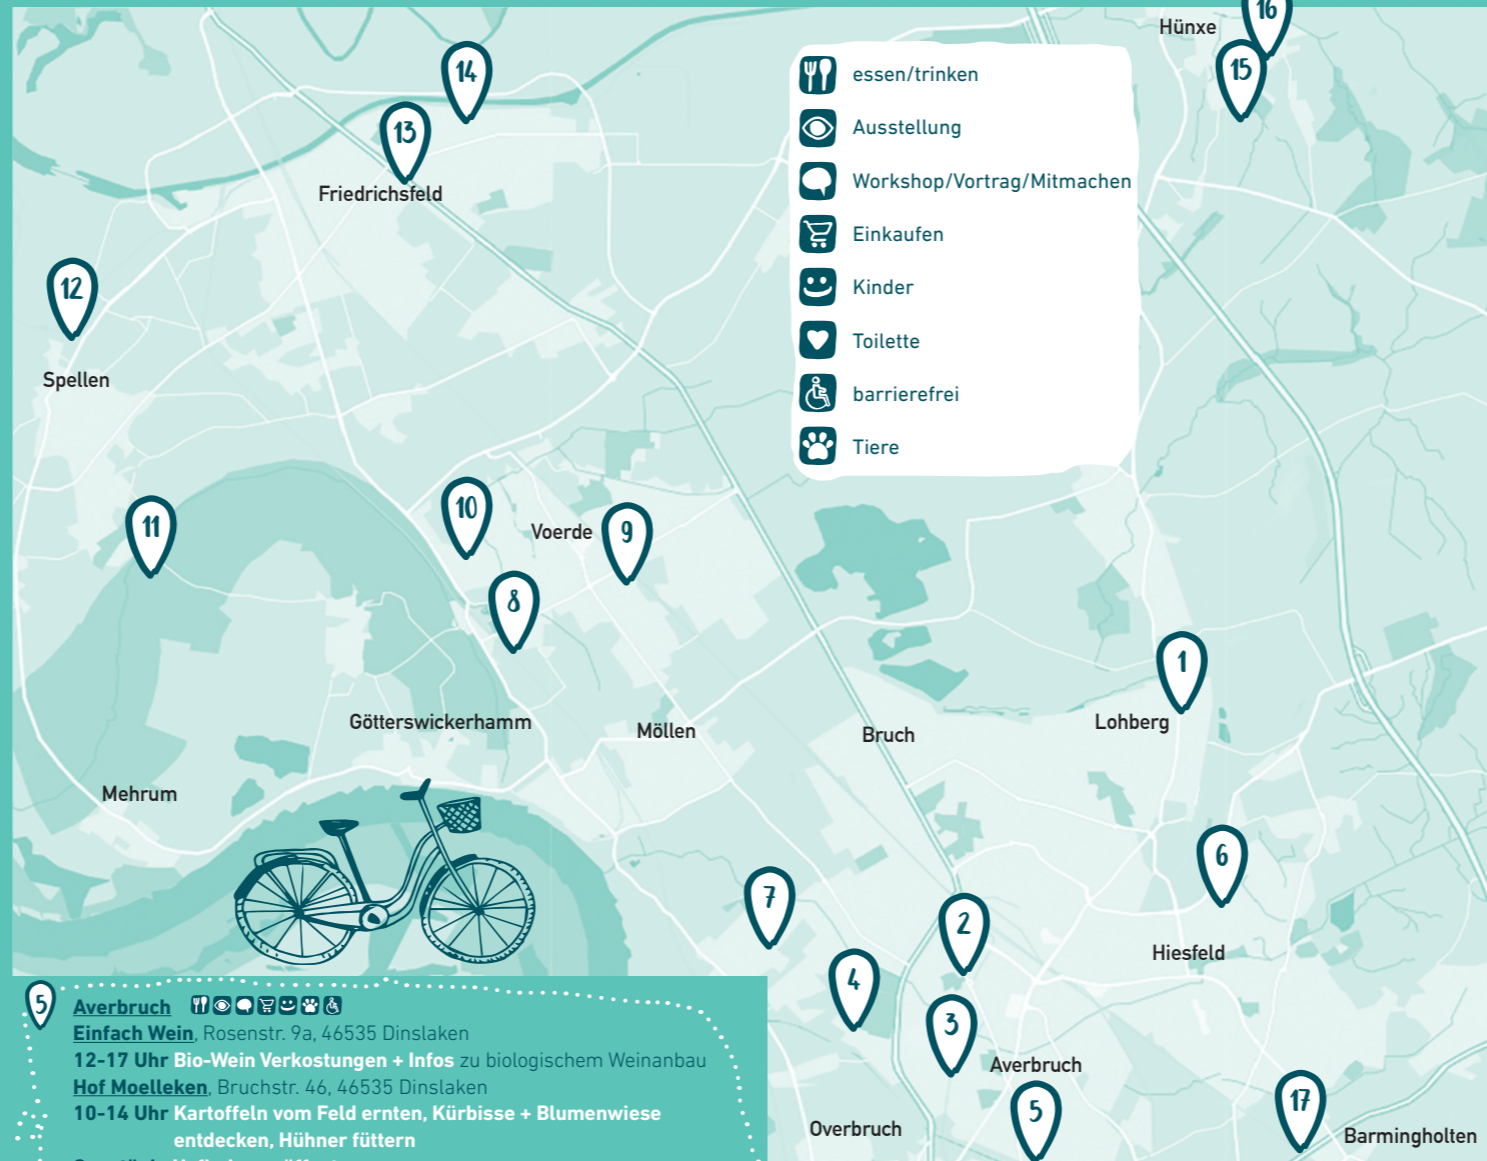 16
Hünxe
15
14
13
Friedrichsfeld
essen/trinken
Ausstellung
Workshop/Vortrag/Mitmachen
Einkaufen
Kinder
Toilette
barrierefrei
Tiere
12
Spellen
11
10
Voerde
9
8
1
Götterswickerhamm
Möllen
Bruch
Lohberg
Mehrum
6
7
2
Hiesfeld
4
3
Averbruch
5
17
Overbruch
Barmingholten
5 Averbruch
Einfach Wein, Rosenstr. 9a, 46535 Dinslaken
12-17 Uhr Bio-Wein Verkostungen + Infos zu biologischem Weinanbau
Hof Moelleken, Bruchstr. 46, 46535 Dinslaken
10-14 Uhr Kartoffeln vom Feld ernten, Kürbisse + Blumenwiese
entdecken, Hühner füttern